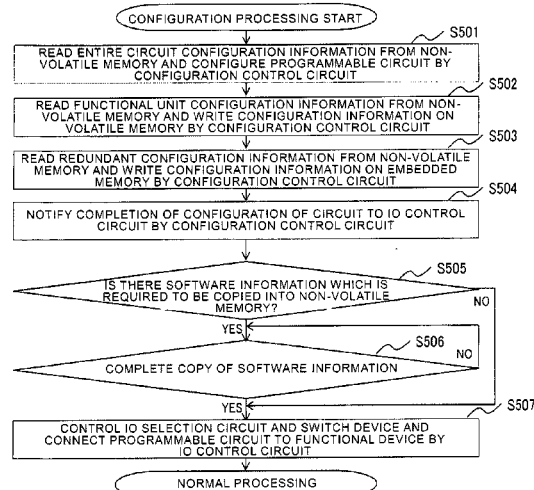 CONFIGURATION PROCESSING START
S501
READ ENTIRE CIRCUIT CONFIGURATION INFORMATION FROM NON-
VOLATILE MEMORY AND CONFIGURE PROGRAMMABLE CIRCUIT BY
CONFIGURATION CONTROL CIRCUIT
S502
READ FUNCTIONAL UNIT CONFIGURATION INFORMATION FROM NON-
VOLATILE MEMORY AND WRITE CONFIGURATION INFORMATION ON
VOLATILE MEMORY BY CONFIGURATION CONTROL CIRCUIT
S503
READ REDUNDANT CONFIGURATION INFORMATION FROM NON-VOLATILE
MEMORY AND WRITE CONFIGURATION INFORMATION ON EMBEDDED
MEMORY BY CONFIGURATION CONTROL CIRCUIT
S504
NOTIFY COMPLETION OF CONFIGURATION OF CIRCUIT TO IO CONTROL
CIRCUIT BY CONFIGURATION CONTROL CIRCUIT
S505
IS THERE SOFTWARE INFORMATION WHICH IS
REQUIRED TO BE COPIED INTO NON-VOLATILE
MEMORY?
NO
YES
S506
COMPLETE COPY OF SOFTWARE INFORMATION
NO
YES
S507
CONTROL IO SELECTION CIRCUIT AND SWITCH DEVICE AND
CONNECT PROGRAMMABLE CIRCUIT TO FUNCTIONAL DEVICE BY
IO CONTROL CIRCUIT
NORMAL PROCESSING